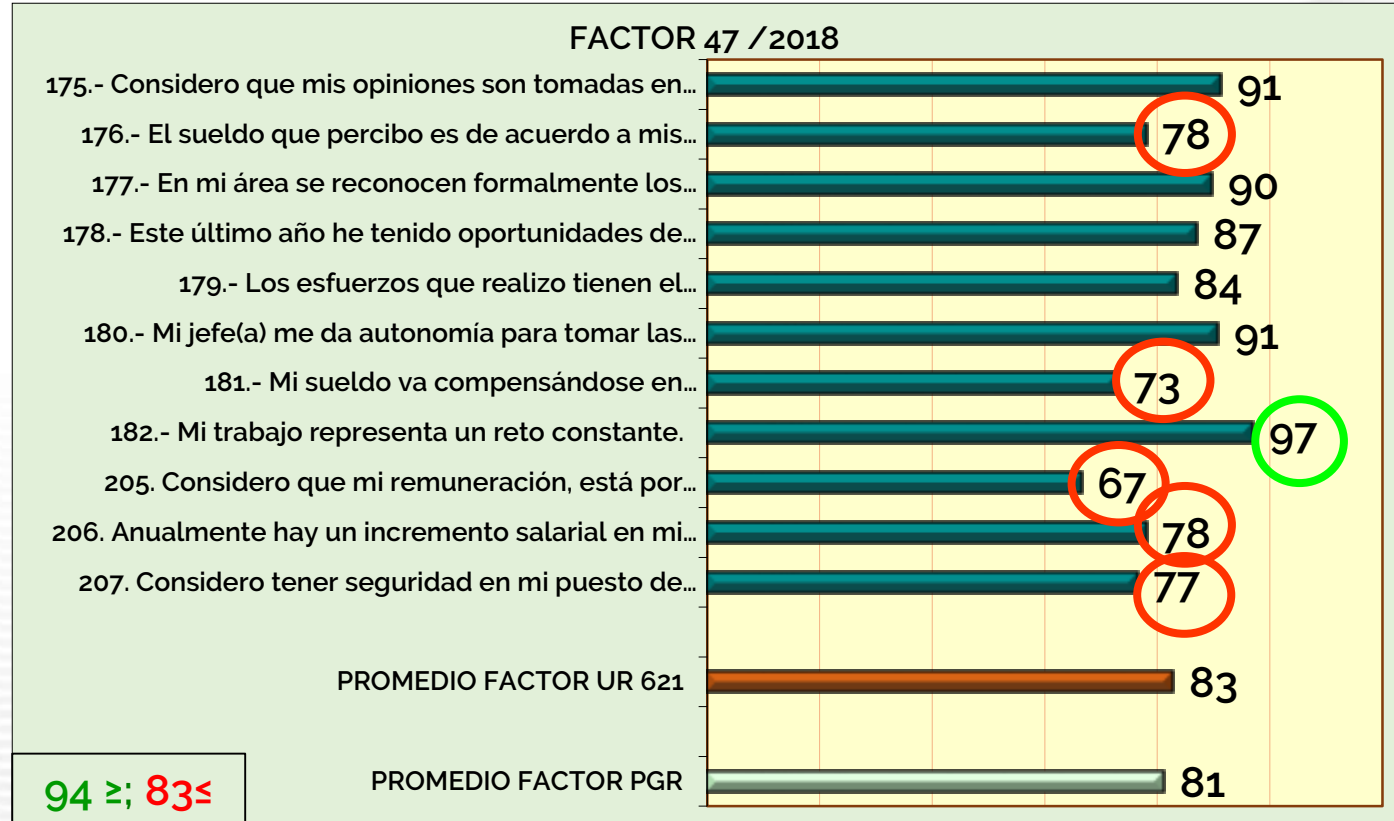 FACTOR 47 /2018
175.- Considero que mis opiniones son tomadas en... 91
176.- El sueldo que percibo es de acuerdo a mis... 78
177.- En mi área se reconocen formalmente los... 90
178.- Este último año he tenido oportunidades de... 87
179.- Los esfuerzos que realizo tienen el... 84
180.- Mi jefe(a) me da autonomía para tomar las... 91
181.- Mi sueldo va compensándose en... 73
182.- Mi trabajo representa un reto constante. 97
205. Considero que mi remuneración, está por... 67
206. Anualmente hay un incremento salarial en mi... 78
207. Considero tener seguridad en mi puesto de... 77
PROMEDIO FACTOR UR 621 83
PROMEDIO FACTOR PGR 81
94 ≥; 83≤